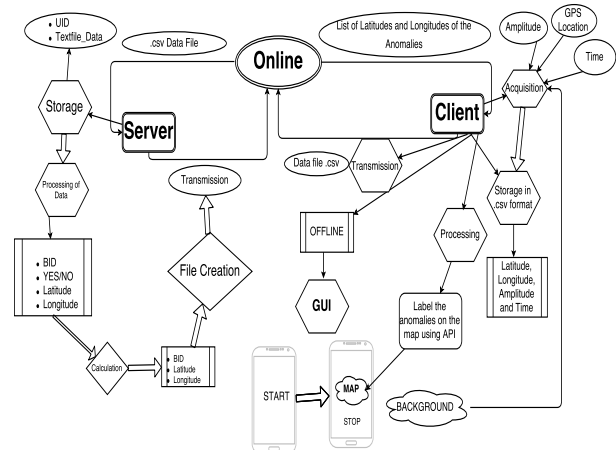 UID
Textfile_Data
.csv Data File
Online
List of Latitudes and Longitudes of the
Anomalies
Amplitude
GPS
Location
Time
Acquisition
Storage
Server
Client
Processing of
Data
Transmission
Data file .csv
Transmission
Storage in
.csv format
OFFLINE
Processing
BID
YES/NO
Latitude
Longitude
File Creation
GUI
Latitude,
Longitude,
Amplitude
and Time
Label the
anomalies on the
map using API
Calculation
BID
Latitude
Longitude
START
MAP
STOP
BACKGROUND